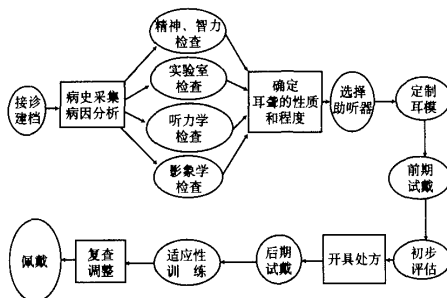 接诊
建档
病史采集
病因分析
精神、智力
检查
实验室
检查
听力学
检查
影象学
检查
确定
耳聋的性质
和程度
选择
助听器
定制
耳模
前期
试戴
初步
评估
开具处方
后期
试戴
适应性
训 练
复查
调整
佩戴